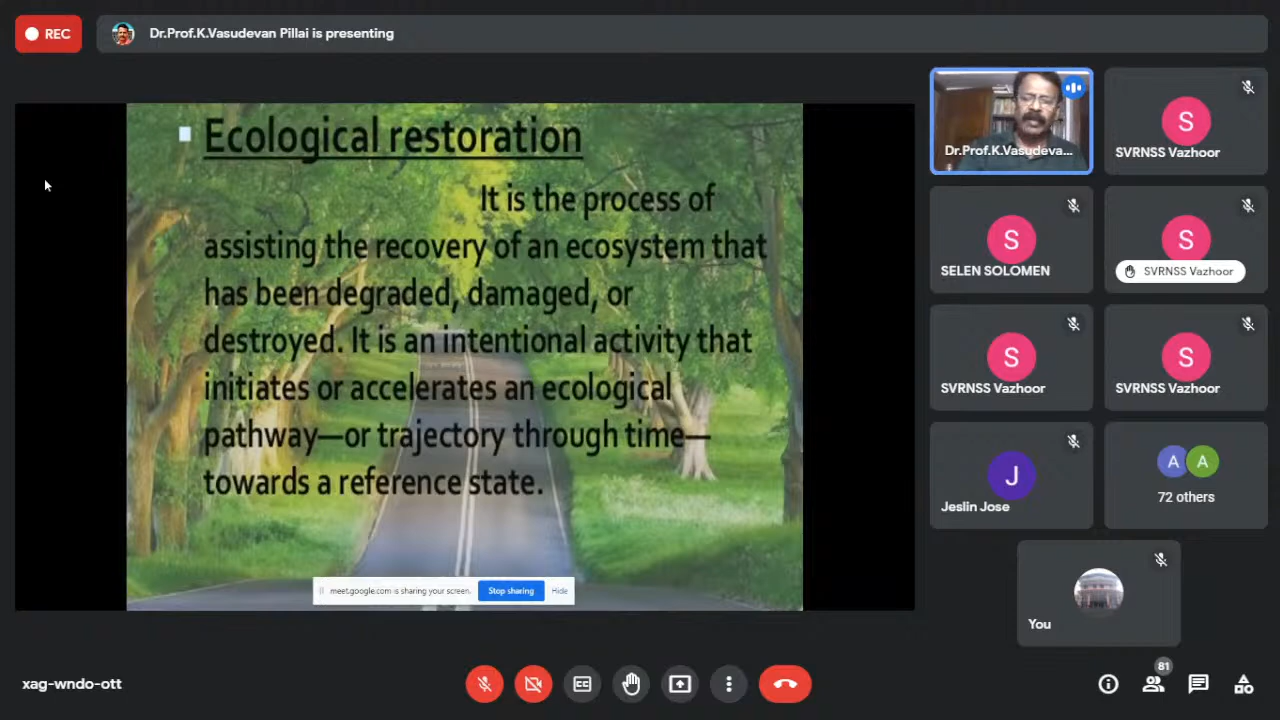 REC
Dr.Prof.K.Vasudevan Pillai is presenting
Ecological restoration
It is the process of
assisting the recovery of an ecosystem that
has been degraded, damaged, or
destroyed. It is an intentional activity that
initiates or accelerates an ecological
pathway—or trajectory through time—
towards a reference state.
meet.google.com is sharing your screen. Stop sharing Hide
Dr.Prof.K.Vasudeva...
S
SVRNSS Vazhoor
S
SELEN SOLOMEN
S
SVRNSS Vazhoor
S
SVRNSS Vazhoor
S
SVRNSS Vazhoor
J
Jeslin Jose
A A
72 others
You
xag-wndo-ott
CC
81